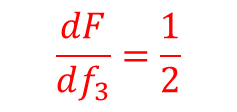 dF/df₃ = 1/2